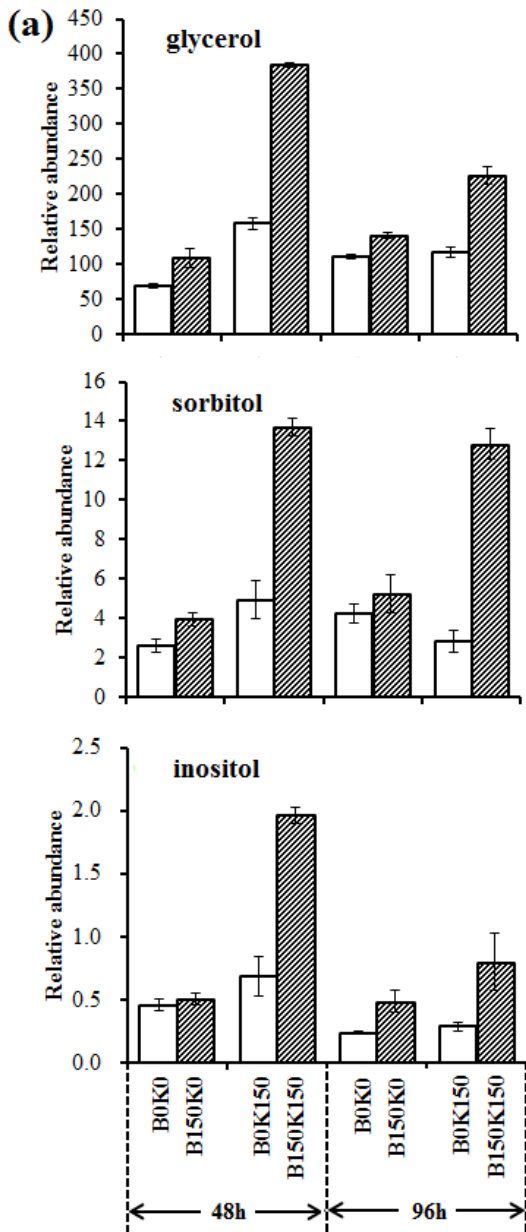 (a)
glycerol
Relative abundance
450
400
350
300
250
200
150
100
50
0
sorbitol
Relative abundance
16
14
12
10
8
6
4
2
0
inositol
Relative abundance
2.5
2.0
1.5
1.0
0.5
0.0
B0K0
B150K0
B0K150
B150K150
B0K0
B150K0
B0K150
B150K150
48h
96h